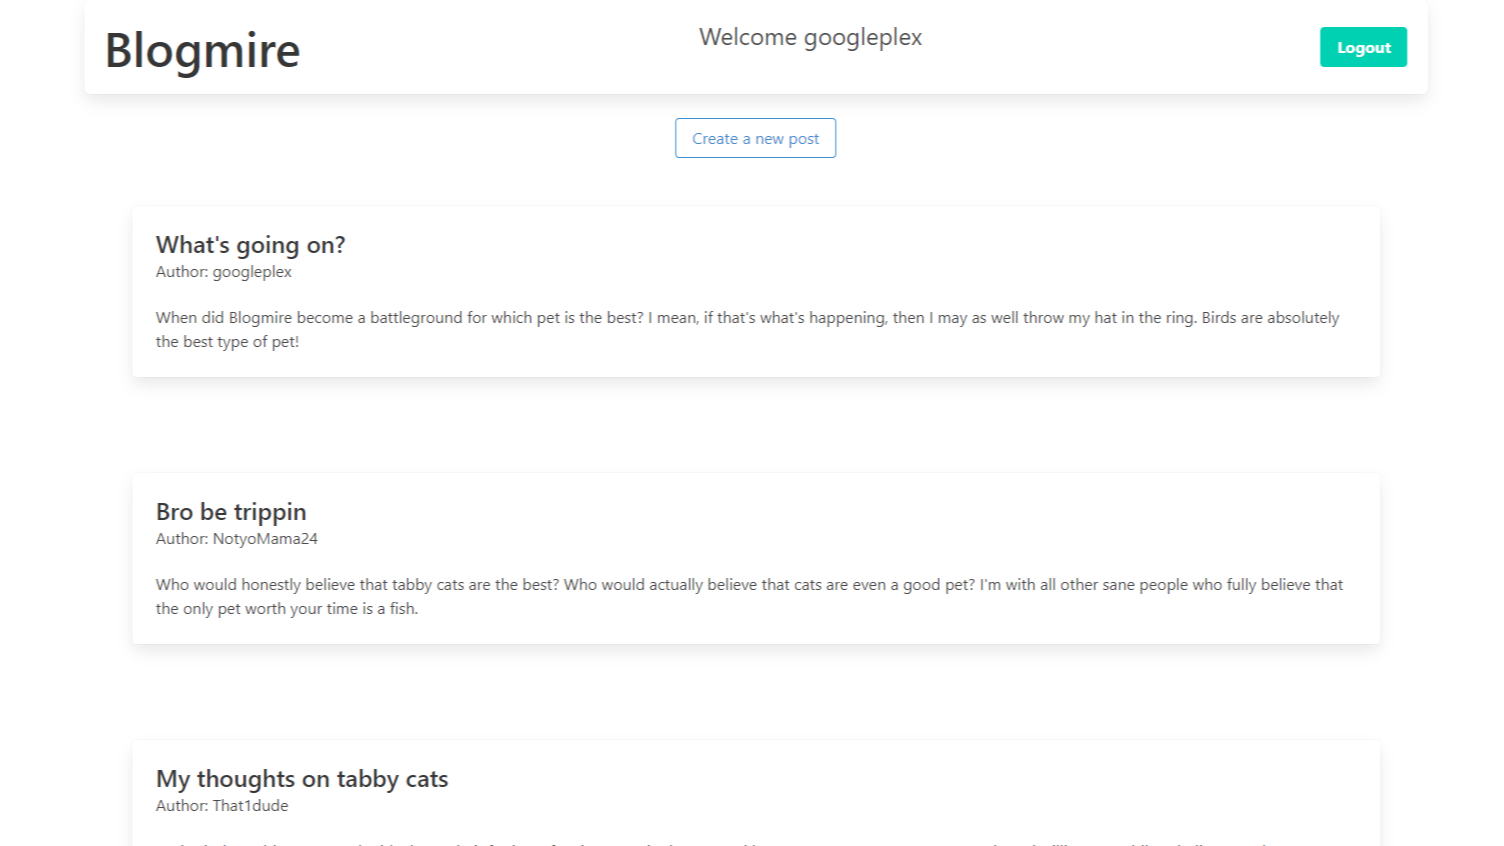 Blogmire
Welcome googleplex
Logout
Create a new post
What's going on?
Author: googleplex
When did Blogmire become a battleground for which pet is the best? I mean, if that's what's happening, then I may as well throw my hat in the ring. Birds are absolutely
the best type of pet!
Bro be trippin
Author: NotyoMama24
Who would honestly believe that tabby cats are the best? Who would actually believe that cats are even a good pet? I'm with all other sane people who fully believe that
the only pet worth your time is a fish.
My thoughts on tabby cats
Author: That1dude